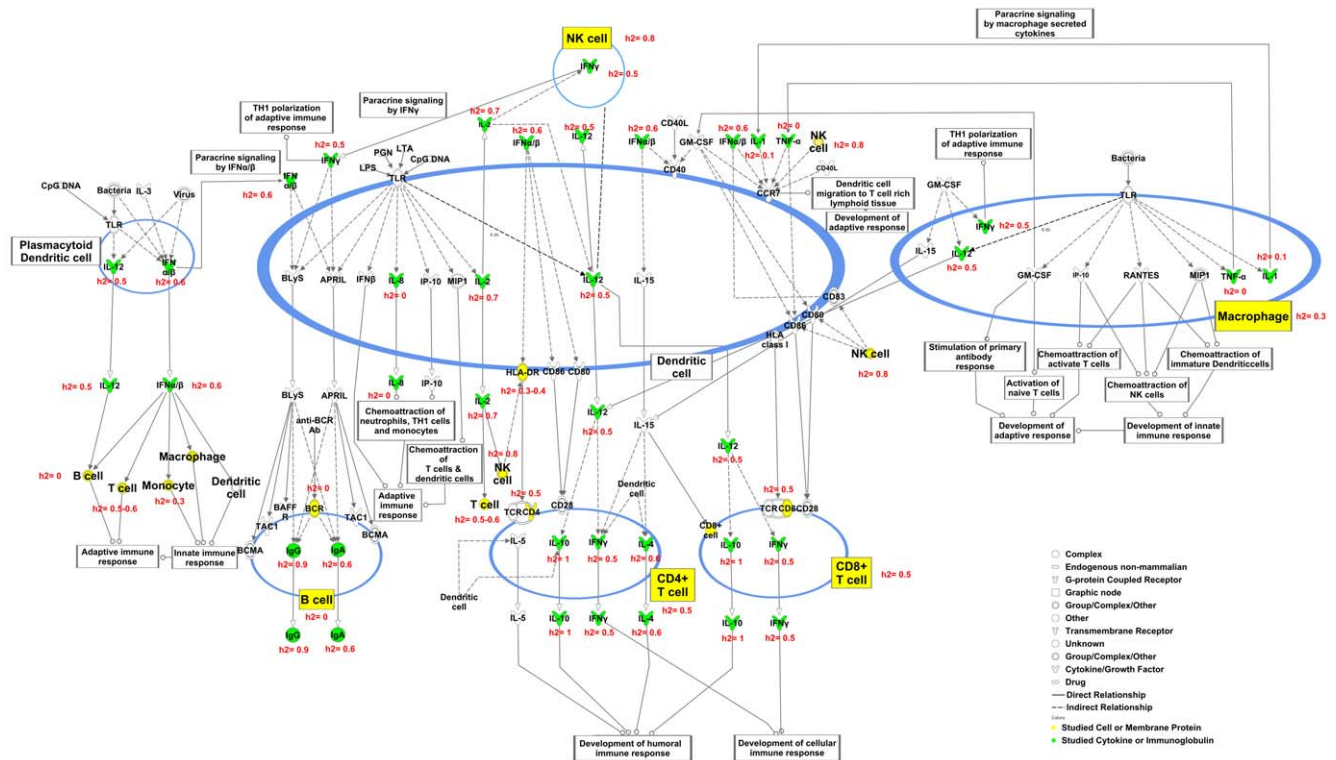 Paracrine signaling
by macrophage secreted
cytokines
NK cell
h2= 0.8
IFNγ
h2= 0.5
TH1 polarization
of adaptive immune
response
Paracrine signaling
by IFNγ
h2= 0.7
IL-2
h2= 0.6
IFNα/β
h2= 0.5
IL-12
h2= 0.6
IFNα/β
CD40L
GM-CSF
CD40
h2= 0.6
IFNα/β
IL-1
h2= 0.1
h2= 0
TNF-α
NK
cell
h2= 0.8
CD40L
CCR7
Dendritic cell
migration to T cell rich
lymphoid tissue
Development of
adaptive response
TH1 polarization
of adaptive immune
response
Bacteria
TLR
GM-CSF
IFNγ
h2= 0.5
IL-15
IL-12
h2= 0.5
GM-CSF
IP-10
RANTES
MIP1
TNF-α
h2= 0
IL-1
h2= 0.1
Macrophage
h2= 0.3
Paracrine signaling by
IFNα/β
h2= 0.5
IFNγ
PGN
LTA
LPS
CpG DNA
TLR
IFN
α/β
h2= 0.6
CpG DNA
Bacteria
IL-3
Virus
TLR
Plasmacytoid
Dendritic cell
IL-12
h2= 0.5
IFN
α/β
h2= 0.6
BLyS
APRIL
IFNβ
IL-8
h2= 0
IP-10
MIP1
IL-2
h2= 0.7
IL-12
h2= 0.5
IL-15
CD83
CD80
CD86
HLA
class I
NK cell
h2= 0.8
Dendritic
cell
HLA-DR
h2= 0.3-0.4
CD86
CD80
Stimulation of primary
antibody
response
Chemoattraction of
activate T cells
Chemoattraction of
immature Dendriticcells
Activation of
naive T cells
Chemoattraction of
NK cells
Development of
adaptive response
Development of innate
immune response
h2= 0.5
IL-12
IFNα/β
h2= 0.6
BLyS
APRIL
anti-BCR
Ab
IL-8
h2= 0
IP-10
Chemoattraction of
neutrophils, TH1 cells
and monocytes
Chemoattraction
of
T cells &
dendritic cells
Adaptive
immune
response
IL-2
h2= 0.7
h2= 0.8
NK
cell
T cell
h2= 0.5-0.6
IL-12
h2= 0.5
IL-15
IL-12
h2= 0.5
h2= 0
B cell
T cell
h2= 0.5-0.6
Macrophage
Monocyte
h2= 0.3
Dendritic
cell
Adaptive immune
response
Innate immune
response
BCMA
TAC1
BAFF
R
h2= 0
BCR
TAC1
BCMA
IgG
h2= 0.9
IgA
h2= 0.6
B cell
h2= 0
IgG
h2= 0.9
IgA
h2= 0.6
h2= 0.5
TCR
CD4
CD28
Dendritic
cell
IL-5
IL-10
h2= 1
IFNγ
h2= 0.5
IL-4
h2= 0.6
Dendritic
cell
CD4+
T cell
h2= 0.5
CD8+
cell
h2= 0.5
TCR
CD8
CD28
IL-10
h2= 1
IFNγ
h2= 0.5
CD8+
T cell
h2= 0.5
IL-5
IL-10
h2= 1
IFNγ
h2= 0.5
IL-4
h2= 0.6
IL-10
h2= 1
IFNγ
h2= 0.5
Development of humoral
immune response
Development of cellular
immune response
Complex
Endogenous non-mammalian
G-protein Coupled Receptor
Graphic node
Group/Complex/Other
Other
Transmembrane Receptor
Unknown
Group/Complex/Other
Cytokine/Growth Factor
Drug
Direct Relationship
Indirect Relationship
Colors
Studied Cell or Membrane Protein
Studied Cytokine or Immunoglobulin